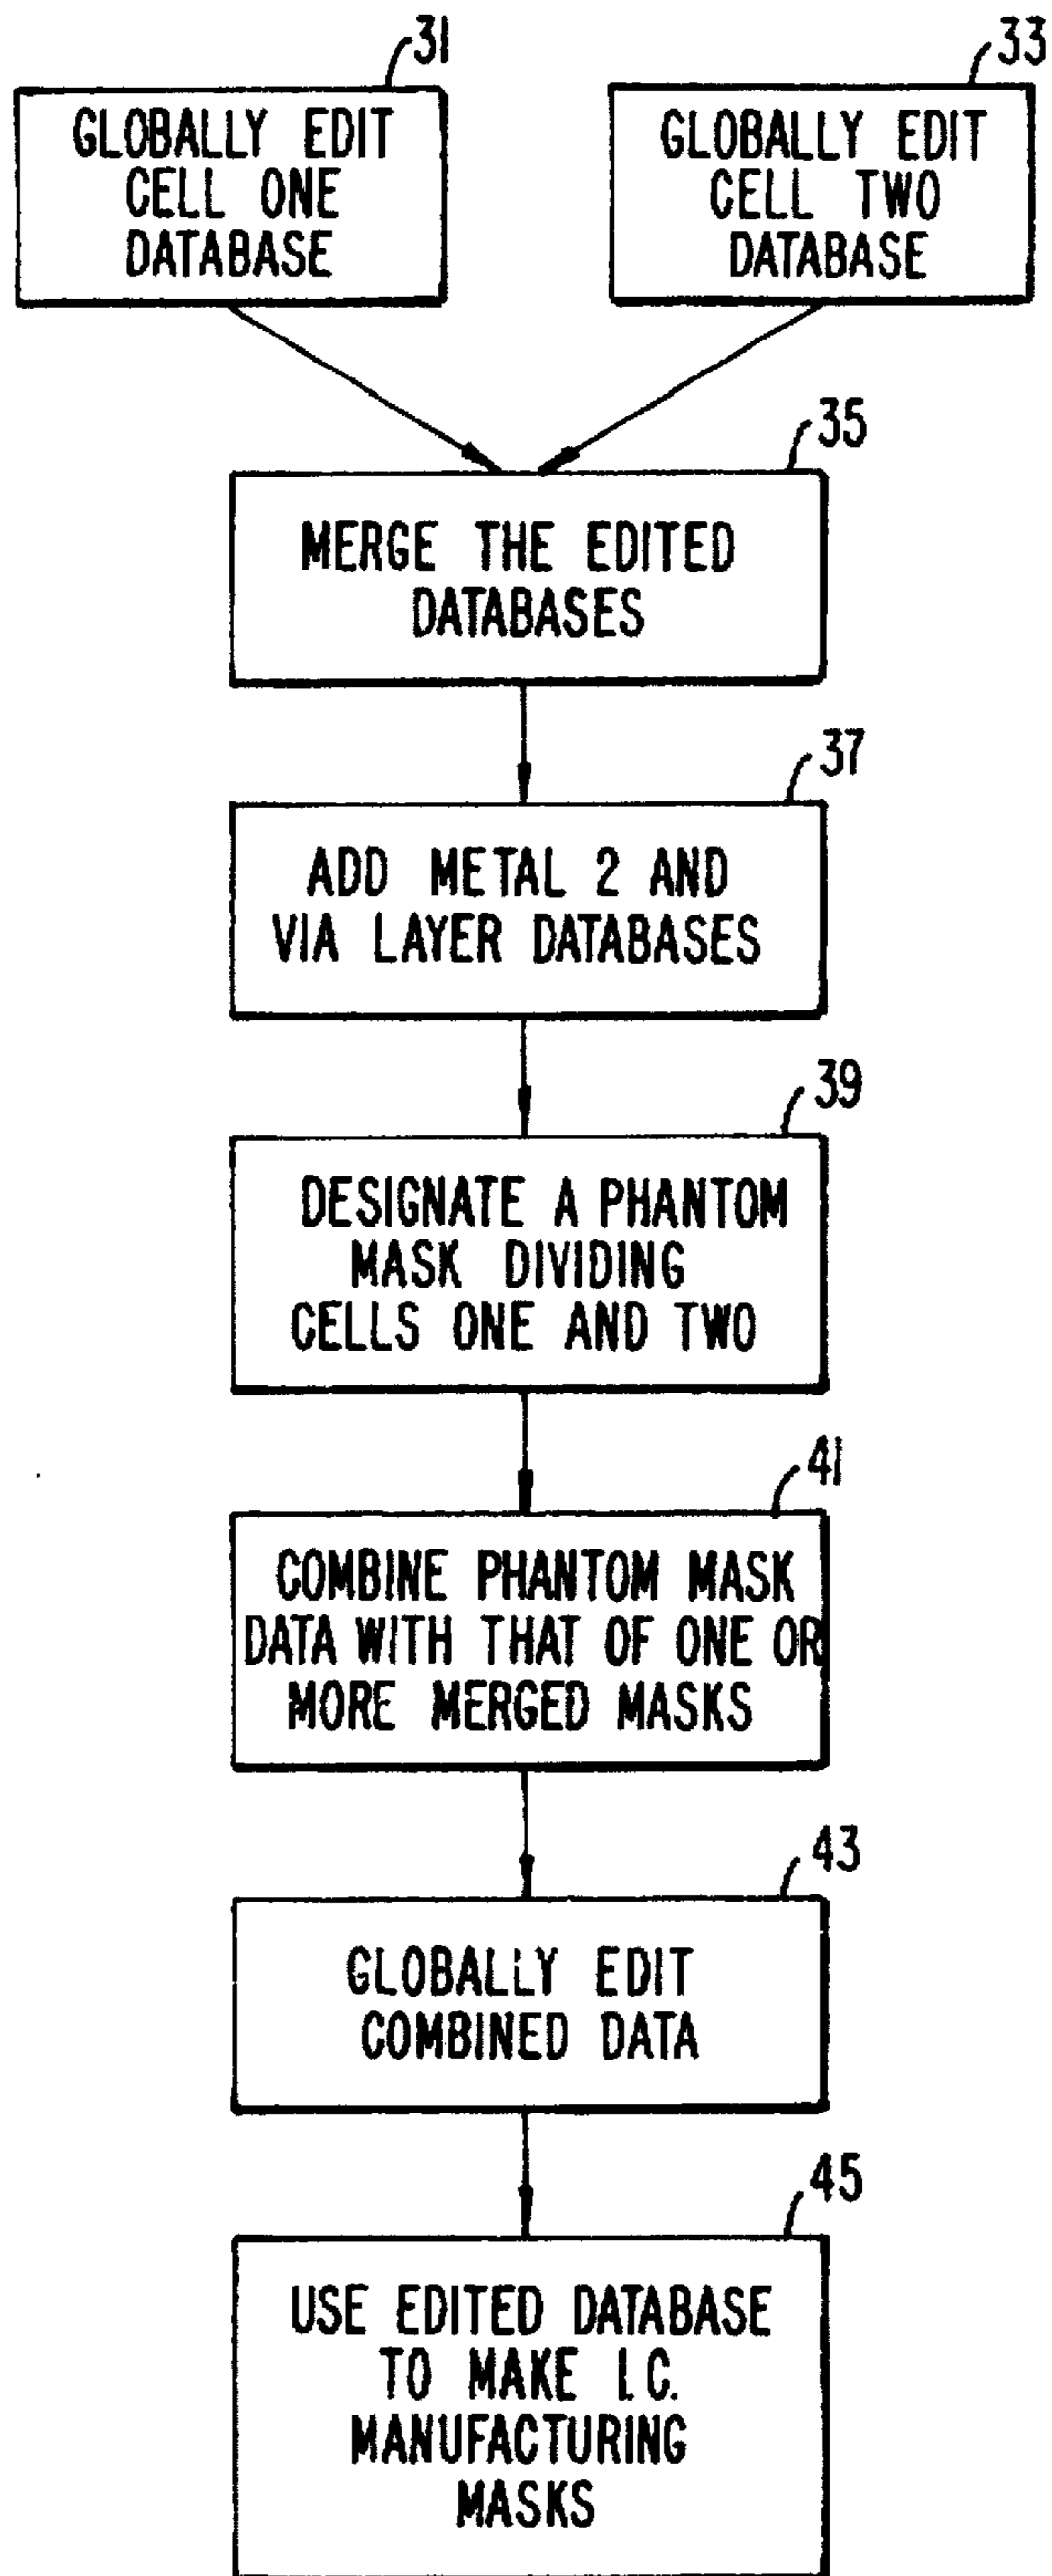 31
GLOBALLY EDIT
CELL ONE
DATABASE
33
GLOBALLY EDIT
CELL TWO
DATABASE
35
MERGE THE EDITED
DATABASES
37
ADD METAL 2 AND
VIA LAYER DATABASES
39
DESIGNATE A PHANTOM
MASK DIVIDING
CELLS ONE AND TWO
41
COMBINE PHANTOM MASK
DATA WITH THAT OF ONE OR
MORE MERGED MASKS
43
GLOBALLY EDIT
COMBINED DATA
45
USE EDITED DATABASE
TO MAKE I.C.
MANUFACTURING
MASKS